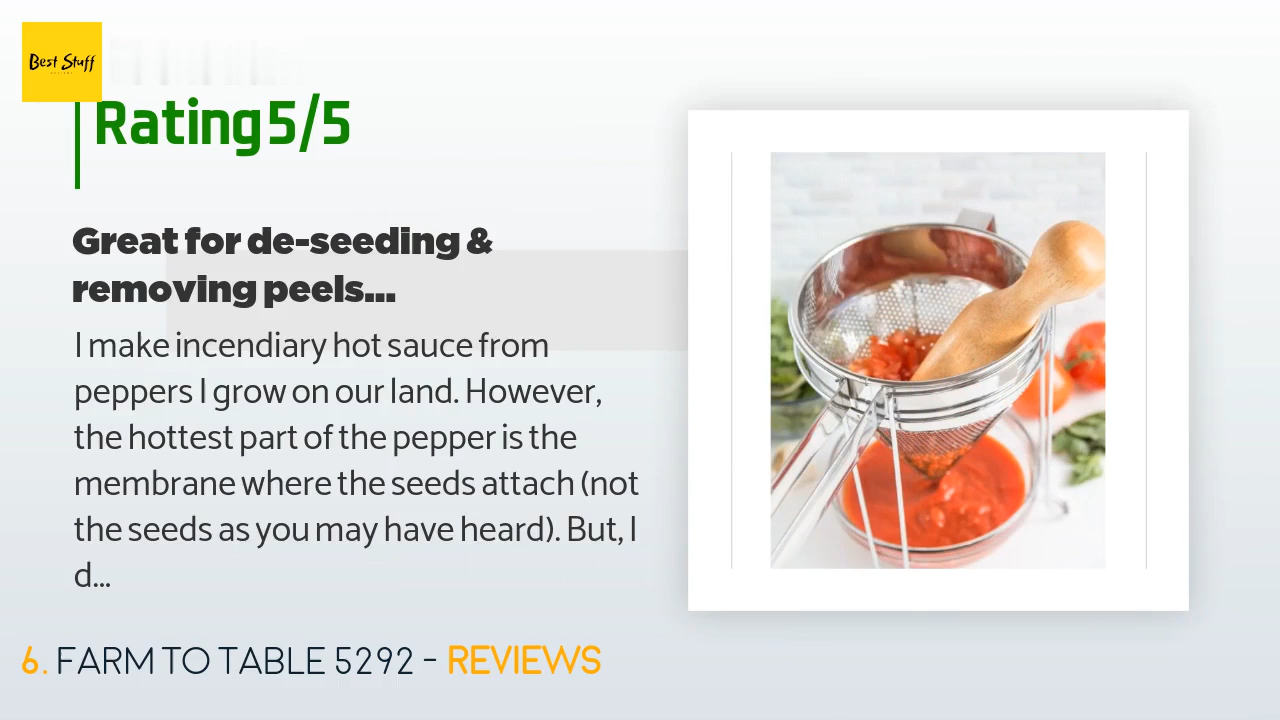 Best Stuff
Rating 5/5
Great for de-seeding &
removing peels...
I make incendiary hot sauce from
peppers I grow on our land. However,
the hottest part of the pepper is the
membrane where the seeds attach (not
the seeds as you may have heard). But, I
d...
6. FARM TO TABLE 5292 - REVIEWS